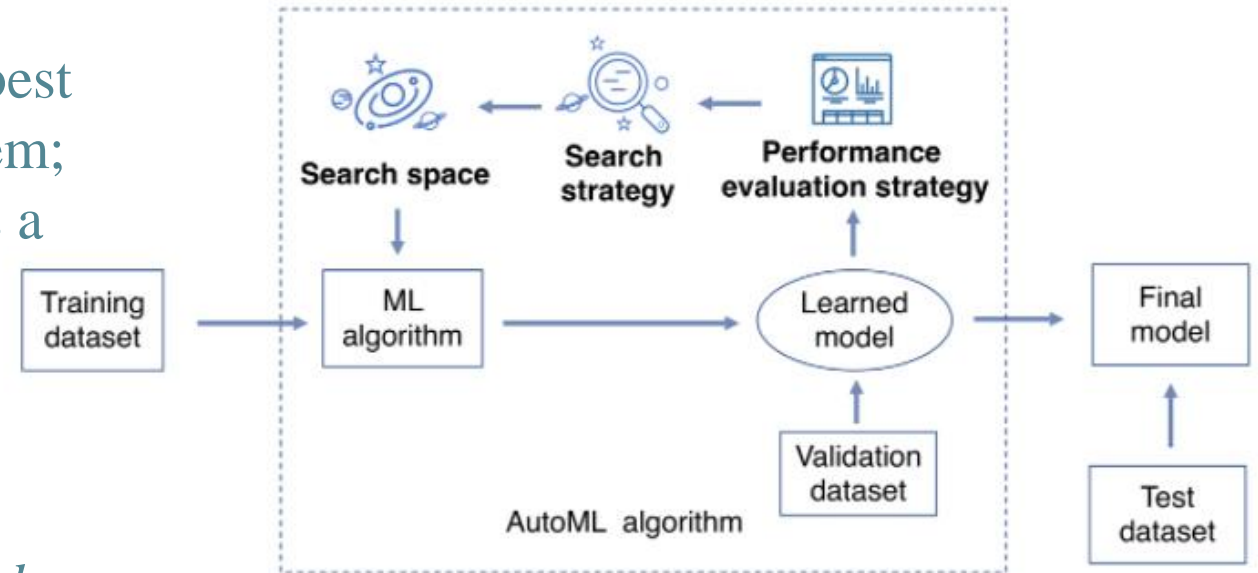 best
em;
a
Search space
Search
strategy
Performance
evaluation strategy
Training
dataset
ML
algorithm
Learned
model
Final
model
Validation
dataset
Test
dataset
AutoML algorithm